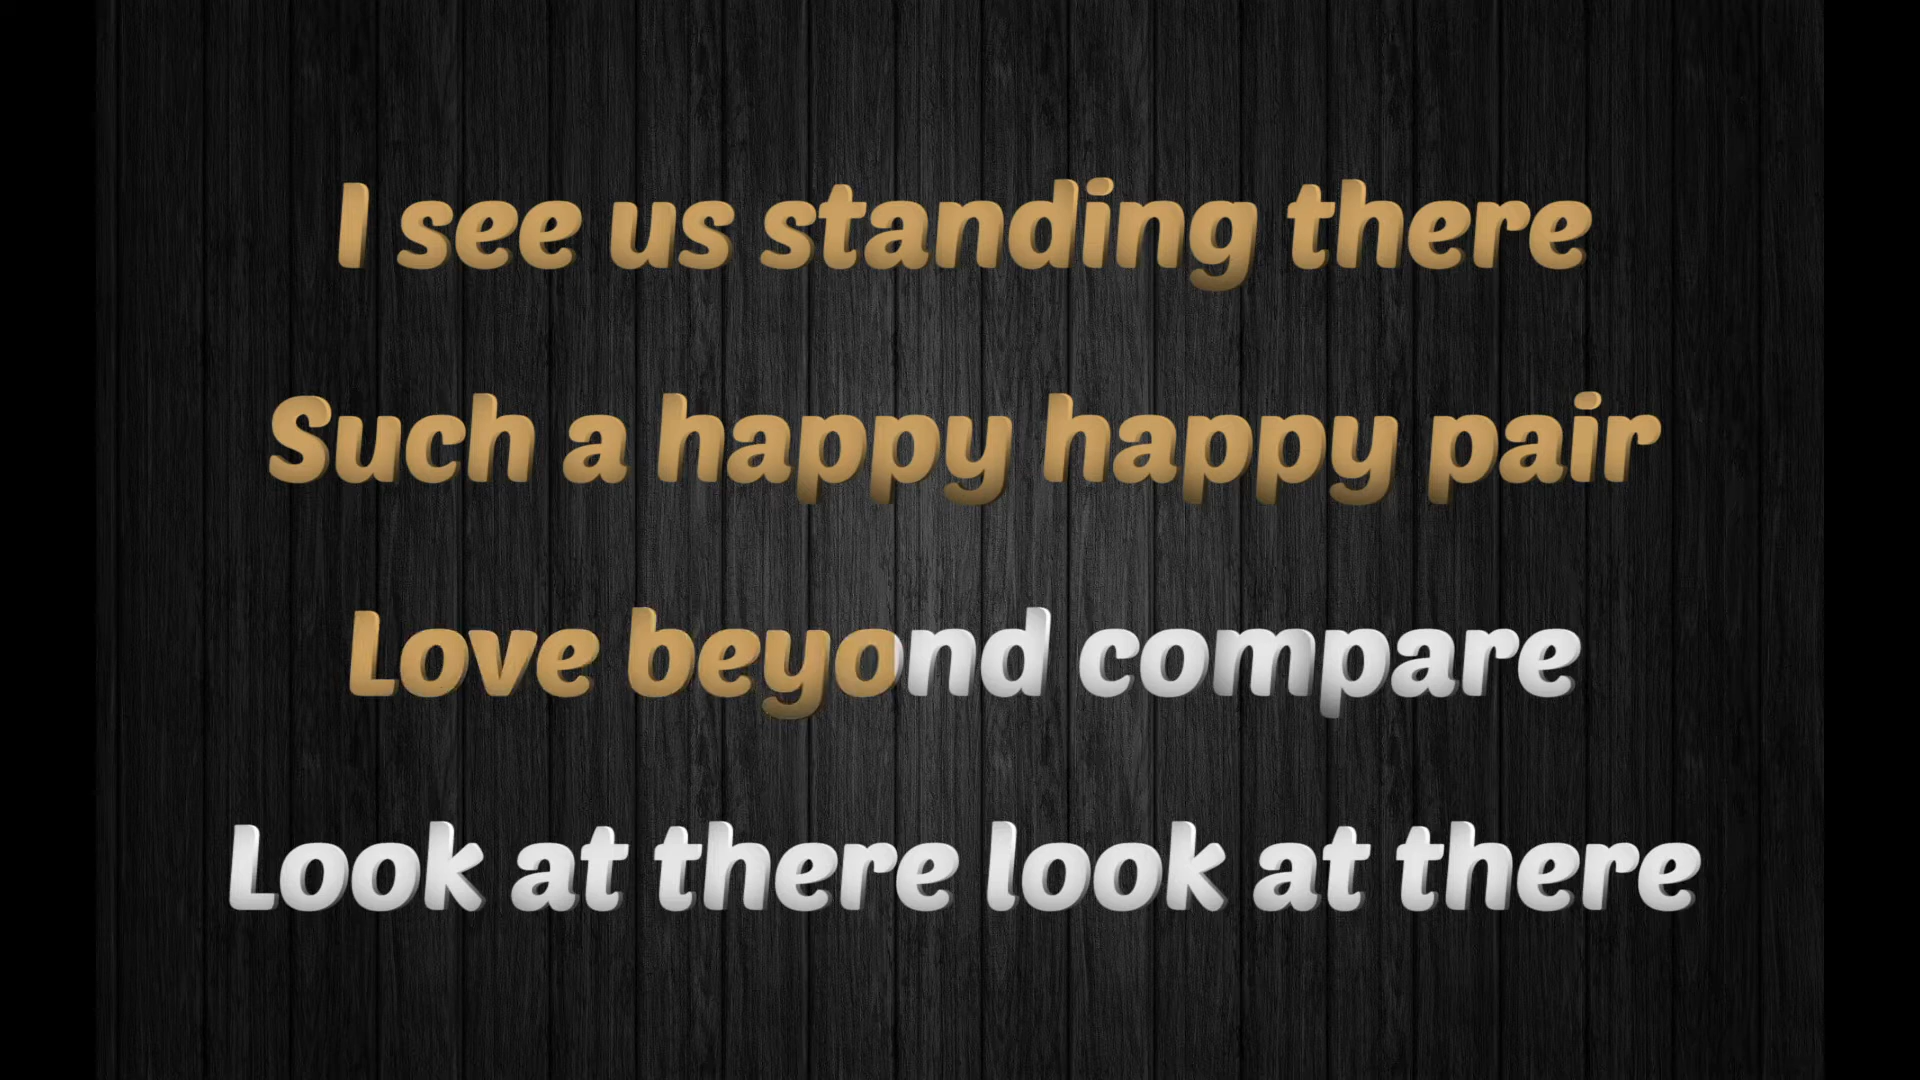 I see us standing there
Such a happy happy pair
Love beyond compare
Look at there look at there